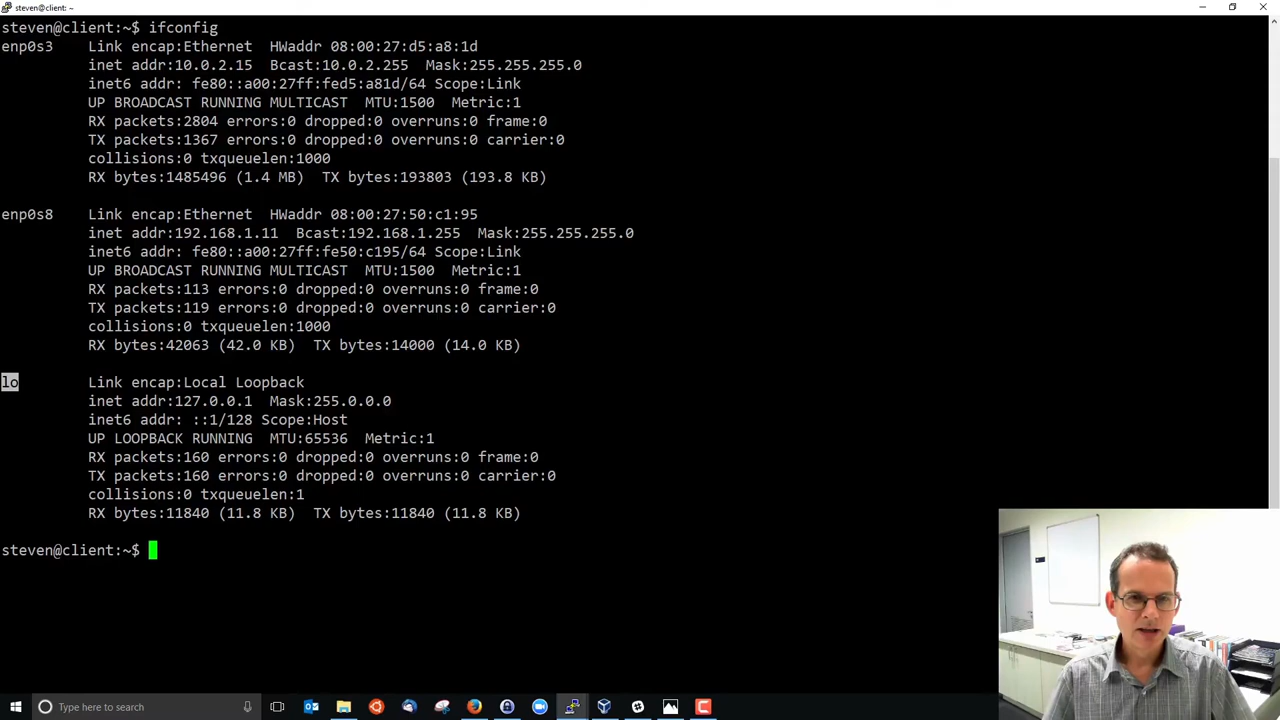 steven@client: ~
steven@client:~$ ifconfig
enp0s3    Link encap:Ethernet  HWaddr 08:00:27:d5:a8:1d
          inet addr:10.0.2.15  Bcast:10.0.2.255  Mask:255.255.255.0
          inet6 addr: fe80::a00:27ff:fed5:a81d/64 Scope:Link
          UP BROADCAST RUNNING MULTICAST  MTU:1500  Metric:1
          RX packets:2804 errors:0 dropped:0 overruns:0 frame:0
          TX packets:1367 errors:0 dropped:0 overruns:0 carrier:0
          collisions:0 txqueuelen:1000
          RX bytes:1485496 (1.4 MB)  TX bytes:193803 (193.8 KB)
enp0s8    Link encap:Ethernet  HWaddr 08:00:27:50:c1:95
          inet addr:192.168.1.11  Bcast:192.168.1.255  Mask:255.255.255.0
          inet6 addr: fe80::a00:27ff:fe50:c195/64 Scope:Link
          UP BROADCAST RUNNING MULTICAST  MTU:1500  Metric:1
          RX packets:113 errors:0 dropped:0 overruns:0 frame:0
          TX packets:119 errors:0 dropped:0 overruns:0 carrier:0
          collisions:0 txqueuelen:1000
          RX bytes:42063 (42.0 KB)  TX bytes:14000 (14.0 KB)
lo        Link encap:Local Loopback
          inet addr:127.0.0.1  Mask:255.0.0.0
          inet6 addr: ::1/128 Scope:Host
          UP LOOPBACK RUNNING  MTU:65536  Metric:1
          RX packets:160 errors:0 dropped:0 overruns:0 frame:0
          TX packets:160 errors:0 dropped:0 overruns:0 carrier:0
          collisions:0 txqueuelen:1
          RX bytes:11840 (11.8 KB)  TX bytes:11840 (11.8 KB)
steven@client:~$
Type here to search